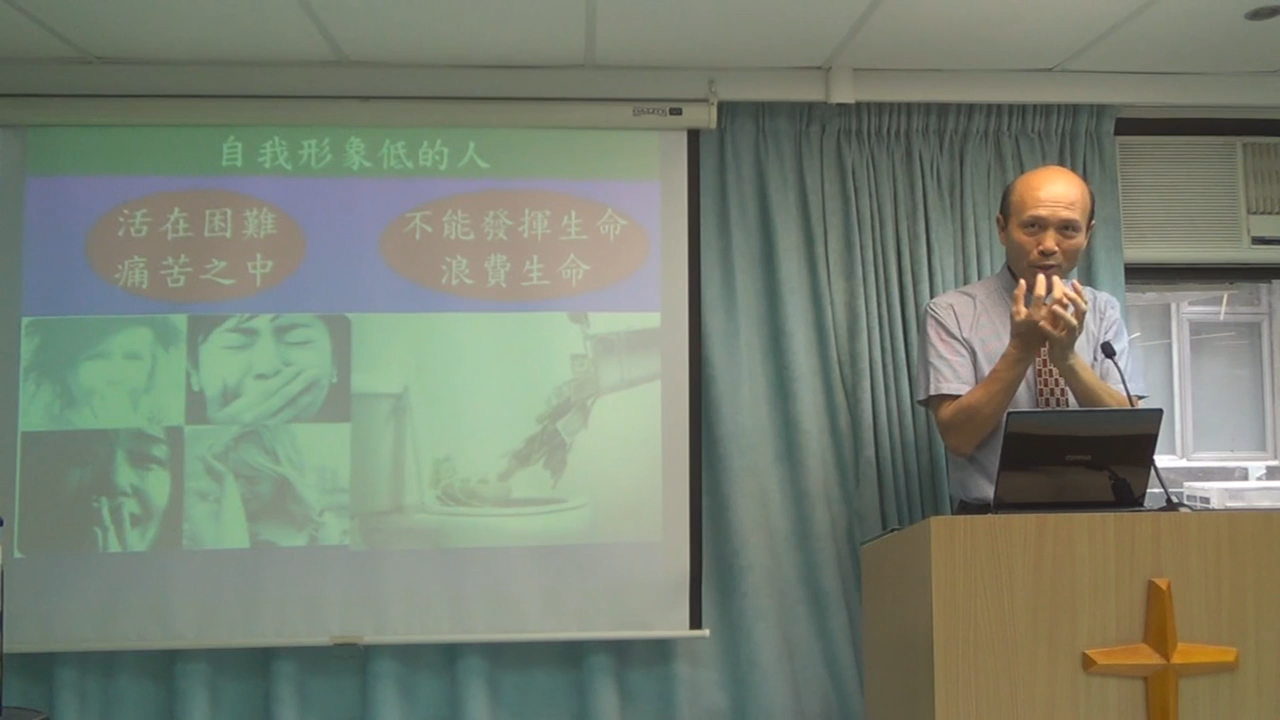 自我形象低的人
活在困難
痛苦之中
不能發揮生命
浪費生命